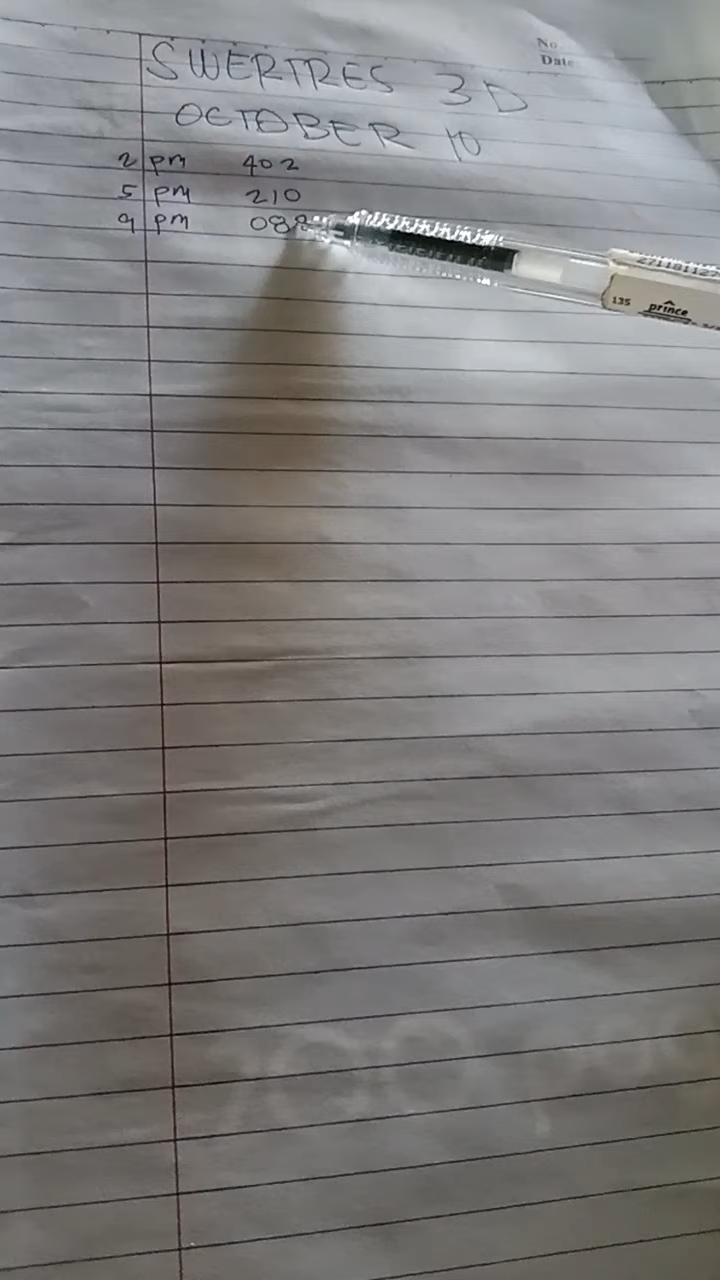 No
Date
SWERTRES 3D
OCTOBER 10
2 pm 402
5 pm 210
9 pm
135 prince